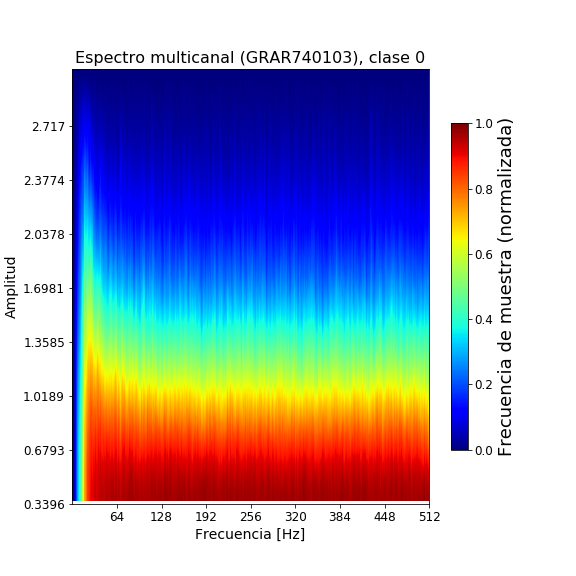 Espectro multicanal (GRAR740103), clase 0
Amplitud
2.717
2.3774
2.0378
1.6981
1.3585
1.0189
0.6793
0.3396
64 128 192 256 320 384 448 512
Frecuencia [Hz]
1.0
0.8
0.6
0.4
0.2
0.0
Frecuencia de muestra (normalizada)